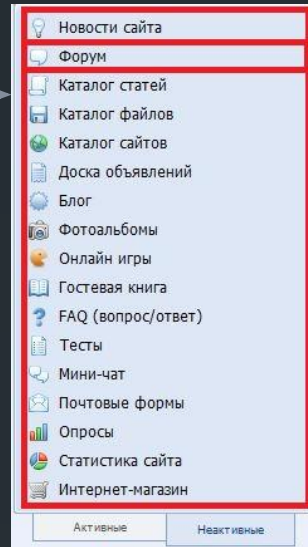 Новости сайта
Форум
Каталог статей
Каталог файлов
Каталог сайтов
Доска объявлений
Блог
Фотоальбомы
Онлайн игры
Гостевая книга
FAQ (вопрос/ответ)
Тесты
Мини-чат
Почтовые формы
Опросы
Статистика сайта
Интернет-магазин
Активные Неактивные